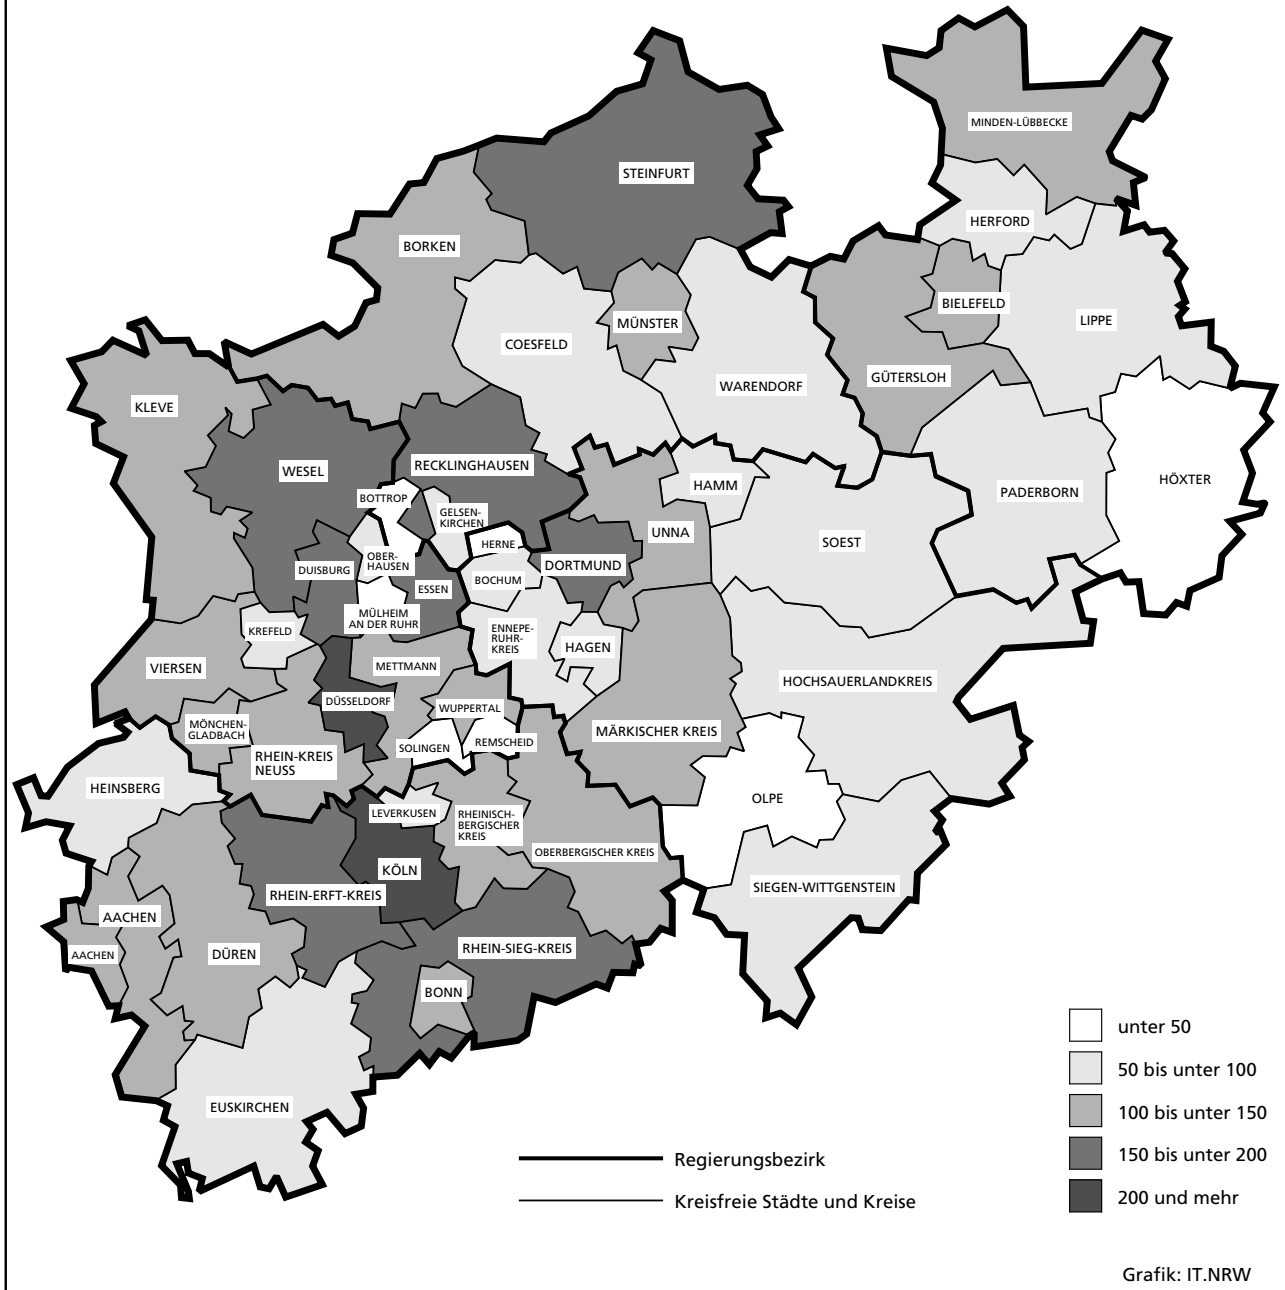 MINDEN-LÜBBECKE
STEINFURT
HERFORD
BORKEN
BIELEFELD
LIPPE
MÜNSTER
COESFELD
GÜTERSLOH
WARENDORF
KLEVE
RECKLINGHAUSEN
WESEL
HÖXTER
HAMM
PADERBORN
BOTTROP
GELSEN-
KIRCHEN
UNNA
SOEST
HERNE
OBER-
HAUSEN
DORTMUND
DUISBURG
BOCHUM
ESSEN
MÜLHEIM
AN DER RUHR
KREFELD
ENNEPE-
RUHR-
KREIS
HAGEN
VIERSEN
METTMANN
HOCHSAUERLANDKREIS
DÜSSELDORF
WUPPERTAL
MÖNCHEN-
GLADBACH
MÄRKISCHER KREIS
REMSCHEID
SOLINGEN
RHEIN-KREIS
NEUSS
HEINSBERG
OLPE
LEVERKUSEN
RHEINISCH-
BERGISCHER
KREIS
OBERBERGISCHER KREIS
KÖLN
SIEGEN-WITTGENSTEIN
RHEIN-ERFT-KREIS
AACHEN
RHEIN-SIEG-KREIS
DÜREN
AACHEN
BONN
EUSKIRCHEN
unter 50
50 bis unter 100
100 bis unter 150
150 bis unter 200
200 und mehr
Regierungsbezirk
Kreisfreie Städte und Kreise
Grafik: IT.NRW